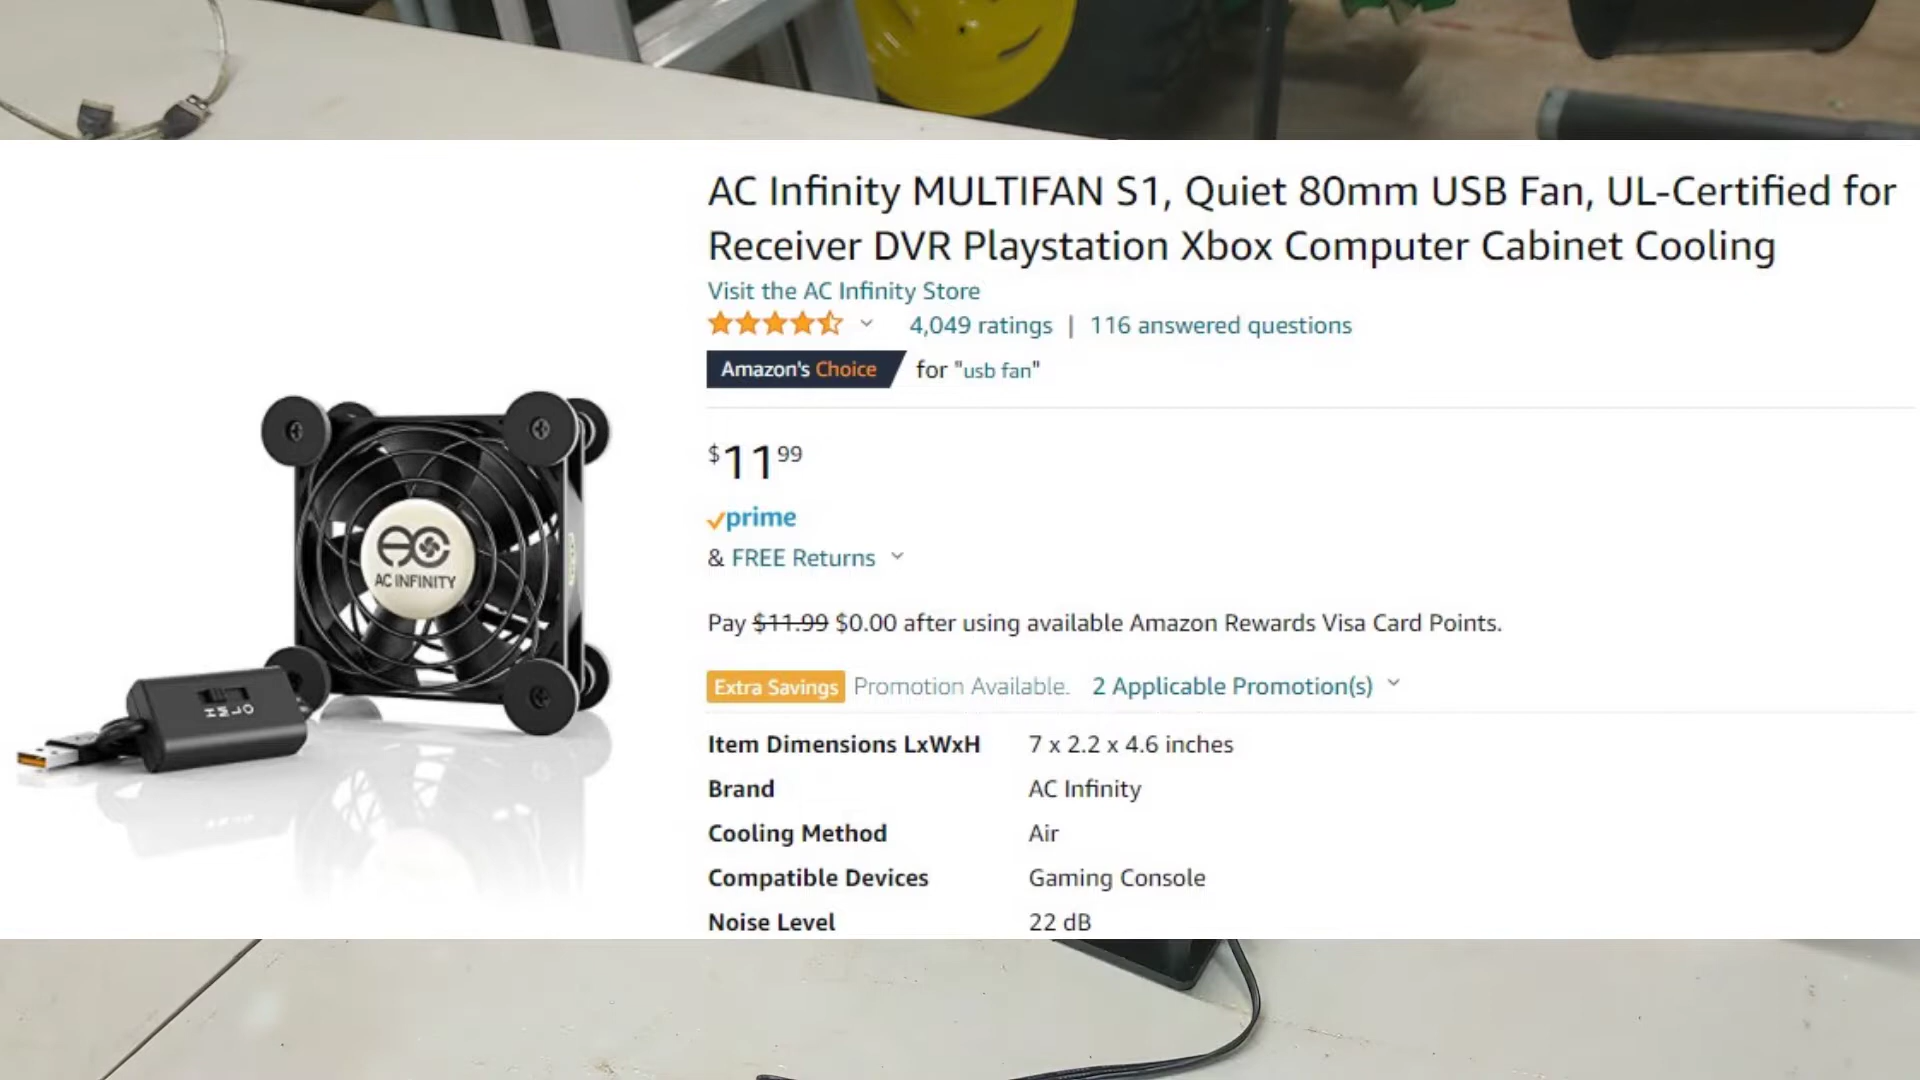 AC Infinity MULTIFAN S1, Quiet 80mm USB Fan, UL-Certified for
Receiver DVR Playstation Xbox Computer Cabinet Cooling
Visit the AC Infinity Store
4,049 ratings | 116 answered questions
Amazon's Choice for "usb fan"
$11 99
prime
& FREE Returns
Pay $11.99 $0.00 after using available Amazon Rewards Visa Card Points.
Extra Savings Promotion Available. 2 Applicable Promotion(s)
Item Dimensions LxWxH 7 x 2.2 x 4.6 inches
Brand AC Infinity
Cooling Method Air
Compatible Devices Gaming Console
Noise Level 22 dB
AC
AC INFINITY
H M L O